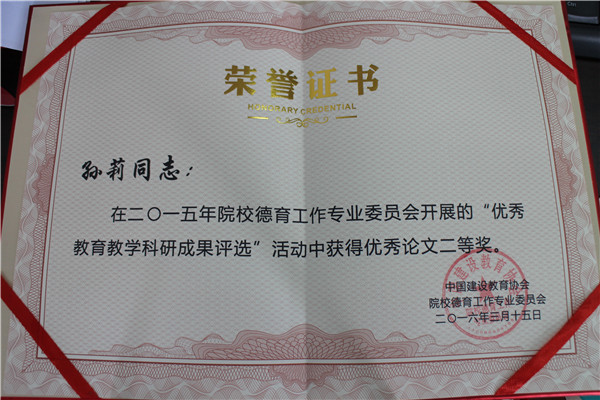 荣誉证书
HONORARY CREDENTIAL
孙莉同志：
在二〇一五年院校德育工作专业委员会开展的“优秀
教育教学科研成果评选”活动中获得优秀论文二等奖。
中国建设教育协会
院校德育工作专业委员会
二〇一六年三月十五日